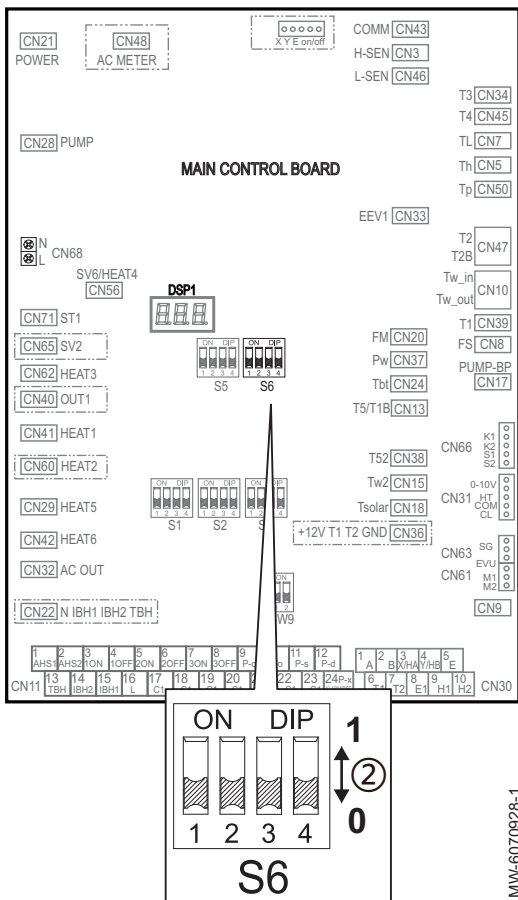 CN21
POWER
CN48
AC METER
X Y E on/off
COMM CN43
H-SEN CN3
L-SEN CN46
T3 CN34
T4 CN45
TL CN7
Th CN5
Tp CN50
CN28 PUMP
MAIN CONTROL BOARD
EEV1 CN33
T2
T2B
CN47
Tw_in
Tw_out
CN10
N
L
CN68
SV6/HEAT4
CN56
DSP1
CN71 ST1
CN65 SV2
CN62 HEAT3
CN40 OUT1
CN41 HEAT1
CN60 HEAT2
CN29 HEAT5
CN42 HEAT6
CN32 AC OUT
CN22 N IBH1 IBH2 TBH
ON DIP
1 2 3 4
S5
ON DIP
1 2 3 4
S6
T1 CN39
FS CN8
PUMP-BP
CN17
FM CN20
Pw CN37
Tbt CN24
T5/T1B CN13
T52 CN38
Tw2 CN15
Tsolar CN18
+12V T1 T2 GND CN36
CN66
K1
K2
S1
S2
CN31
0-10V
HT
COM
CL
CN63
SG
EVU
CN61
M1
M2
CN9
ON DIP
1 2 3 4
S1
ON DIP
1 2 3 4
S2
ON
ON
2
W9
1 2 3 4 5 6 7 8 9 11 12
AHS1 AHS2 1ON 1OFF 2ON 2OFF 3ON 3OFF P-c o P-s P-d
CN11
13 14 15 16 17 18 19 20 22 23 24 P-x
TBH IBH2 IBH1 L C1
1 2 3 4 5
A B X/HA Y/HB E
6 7 8 9 10
T1 T2 E1 H1 H2
CN30
ON DIP
1
②
0
1 2 3 4
S6
MW-6070928-1